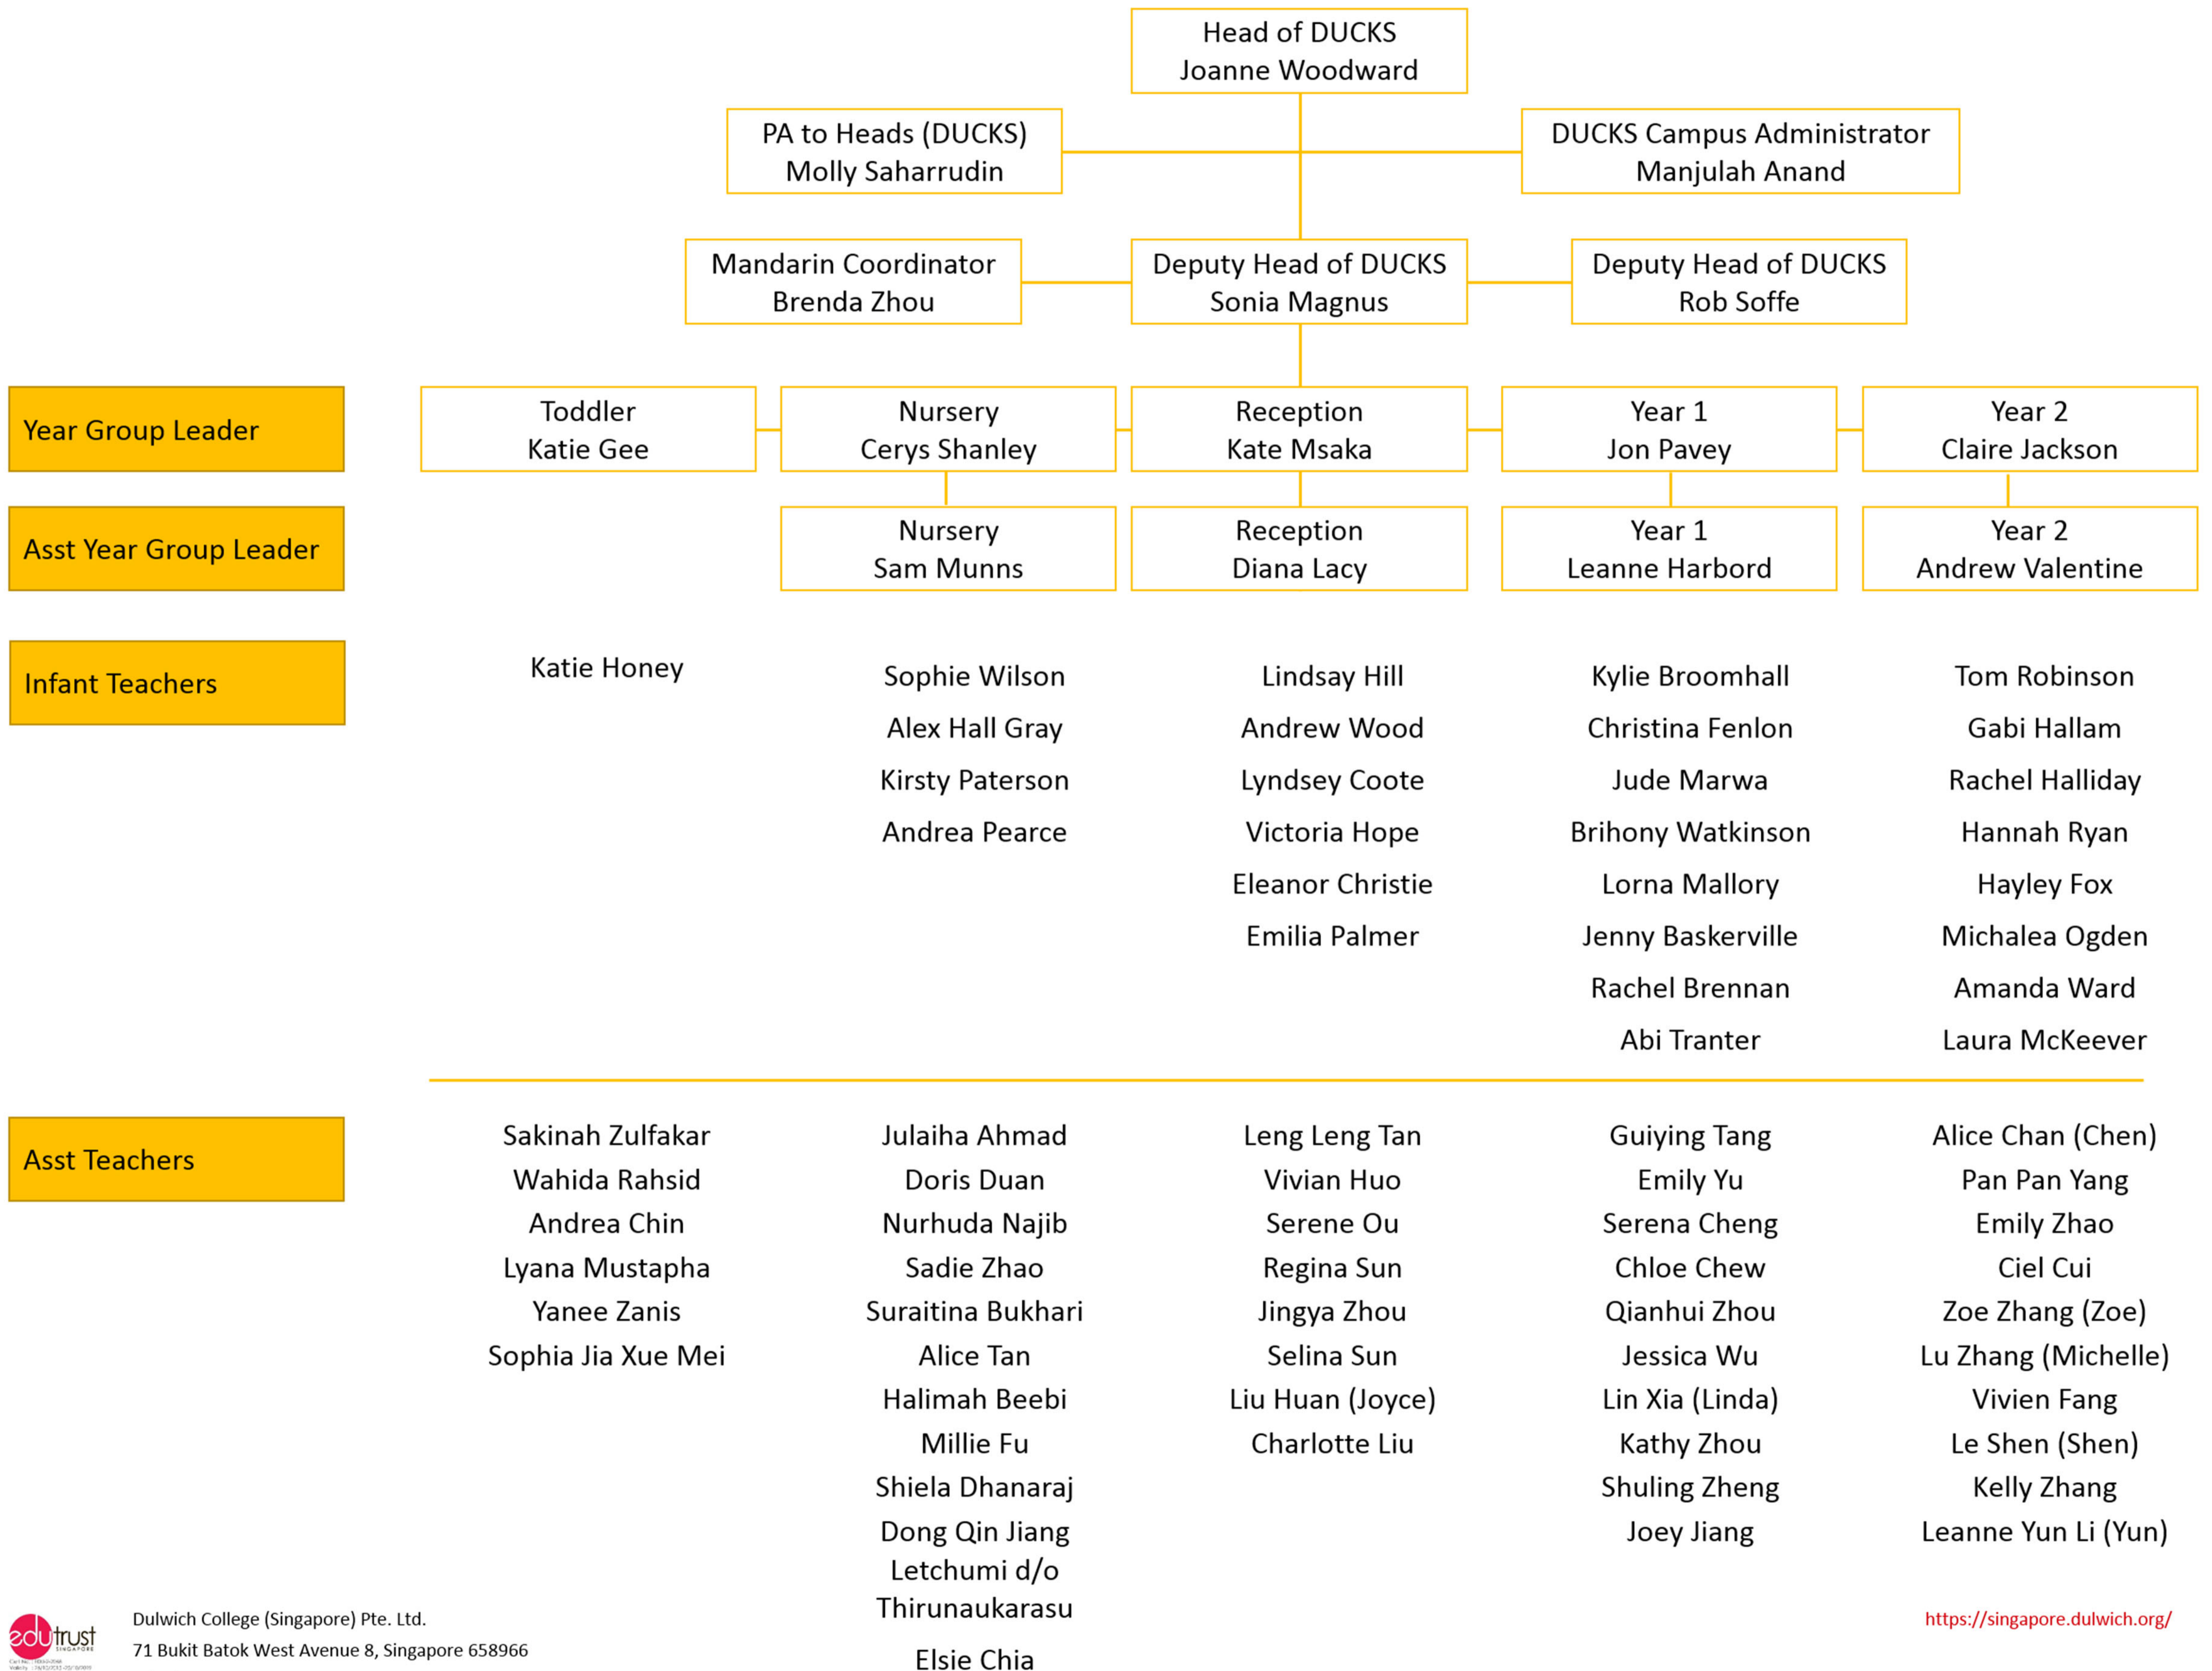 Head of DUCKS
Joanne Woodward
PA to Heads (DUCKS)
Molly Saharrudin
DUCKS Campus Administrator
Manjulah Anand
Mandarin Coordinator
Brenda Zhou
Deputy Head of DUCKS
Sonia Magnus
Deputy Head of DUCKS
Rob Soffe
Year Group Leader
Toddler
Katie Gee
Nursery
Cerys Shanley
Reception
Kate Msaka
Year 1
Jon Pavey
Year 2
Claire Jackson
Asst Year Group Leader
Nursery
Sam Munns
Reception
Diana Lacy
Year 1
Leanne Harbord
Year 2
Andrew Valentine
Infant Teachers
Katie Honey
Sophie Wilson
Alex Hall Gray
Kirsty Paterson
Andrea Pearce
Lindsay Hill
Andrew Wood
Lyndsey Coote
Victoria Hope
Eleanor Christie
Emilia Palmer
Kylie Broomhall
Christina Fenlon
Jude Marwa
Brihony Watkinson
Lorna Mallory
Jenny Baskerville
Rachel Brennan
Abi Tranter
Tom Robinson
Gabi Hallam
Rachel Halliday
Hannah Ryan
Hayley Fox
Michalea Ogden
Amanda Ward
Laura McKeever
Asst Teachers
Sakinah Zulfakar
Wahida Rahsid
Andrea Chin
Lyana Mustapha
Yanee Zanis
Sophia Jia Xue Mei
Julaiha Ahmad
Doris Duan
Nurhuda Najib
Sadie Zhao
Suraitina Bukhari
Alice Tan
Halimah Beebi
Millie Fu
Shiela Dhanaraj
Dong Qin Jiang
Letchumi d/o
Thirunaukarasu
Elsie Chia
Leng Leng Tan
Vivian Huo
Serene Ou
Regina Sun
Jingya Zhou
Selina Sun
Liu Huan (Joyce)
Charlotte Liu
Guiying Tang
Emily Yu
Serena Cheng
Chloe Chew
Qianhui Zhou
Jessica Wu
Lin Xia (Linda)
Kathy Zhou
Shuling Zheng
Joey Jiang
Alice Chan (Chen)
Pan Pan Yang
Emily Zhao
Ciel Cui
Zoe Zhang (Zoe)
Lu Zhang (Michelle)
Vivien Fang
Le Shen (Shen)
Kelly Zhang
Leanne Yun Li (Yun)
edutrust
SINGAPORE
Dulwich College (Singapore) Pte. Ltd.
71 Bukit Batok West Avenue 8, Singapore 658966
https://singapore.dulwich.org/